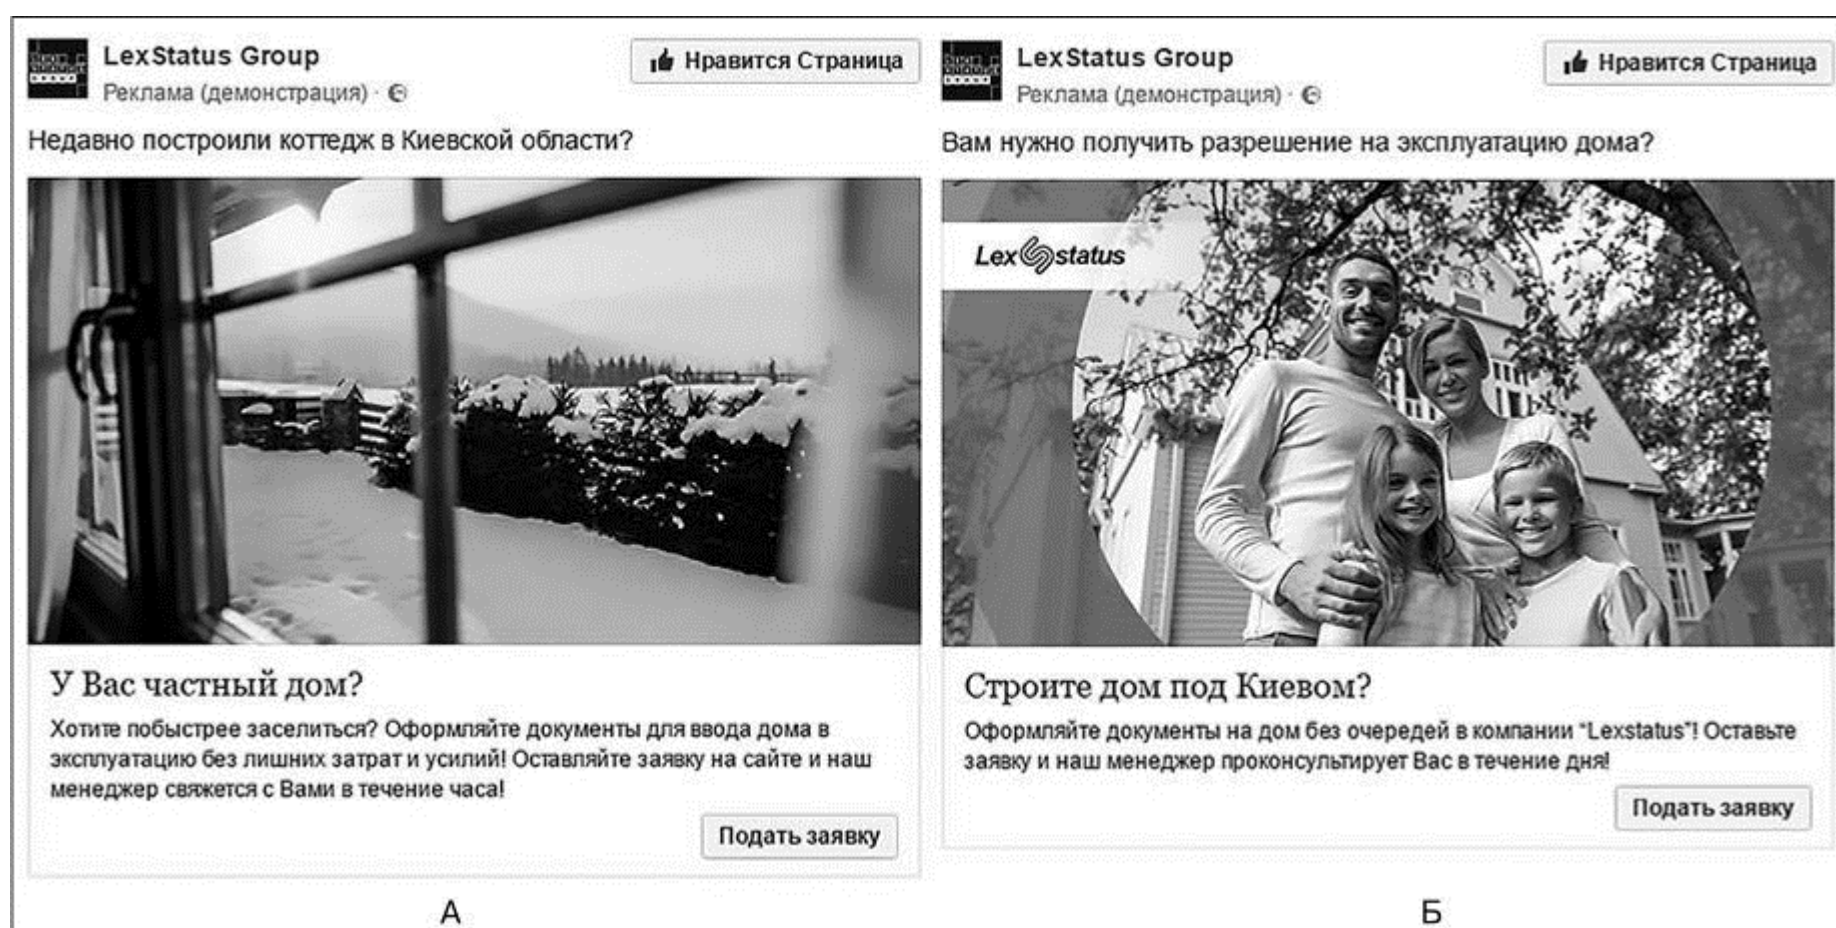 LexStatus Group
Нравится Страница
Реклама (демонстрация) ·
Недавно построили коттедж в Киевской области?
У Вас частный дом?
Хотите побыстрее заселиться? Оформляйте документы для ввода дома в
эксплуатацию без лишних затрат и усилий! Оставляйте заявку на сайте и наш
менеджер свяжется с Вами в течение часа!
Подать заявку
А
LexStatus Group
Нравится Страница
Реклама (демонстрация) ·
Вам нужно получить разрешение на эксплуатацию дома?
Lex status
Строите дом под Киевом?
Оформляйте документы на дом без очередей в компании “Lexstatus”! Оставьте
заявку и наш менеджер проконсультирует Вас в течение дня!
Подать заявку
Б